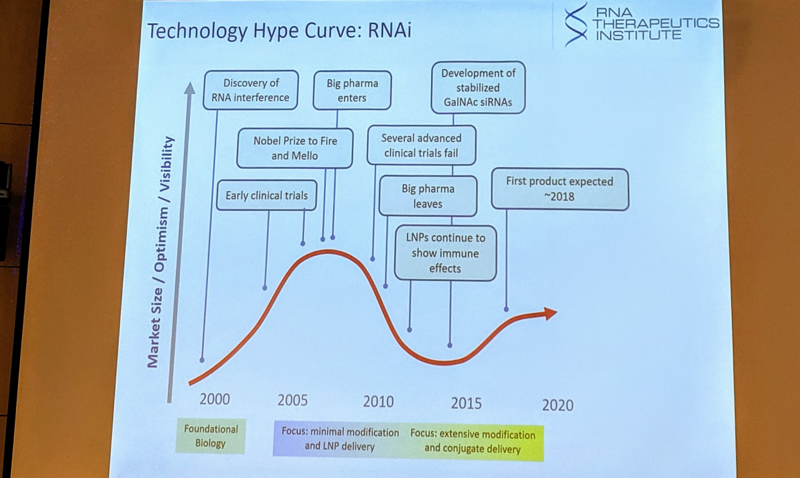 Technology Hype Curve: RNAi
RNA
THERAPEUTICS
INSTITUTE
Market Size / Optimism / Visibility
Discovery of
RNA interference
Big pharma
enters
Development of
stabilized
GalNAc siRNAs
Nobel Prize to Fire
and Mello
Several advanced
clinical trials fail
Early clinical trials
Big pharma
leaves
First product expected
~2018
LNPs continue to
show immune
effects
2000
2005
2010
2015
2020
Foundational
Biology
Focus: minimal modification
and LNP delivery
Focus: extensive modification
and conjugate delivery